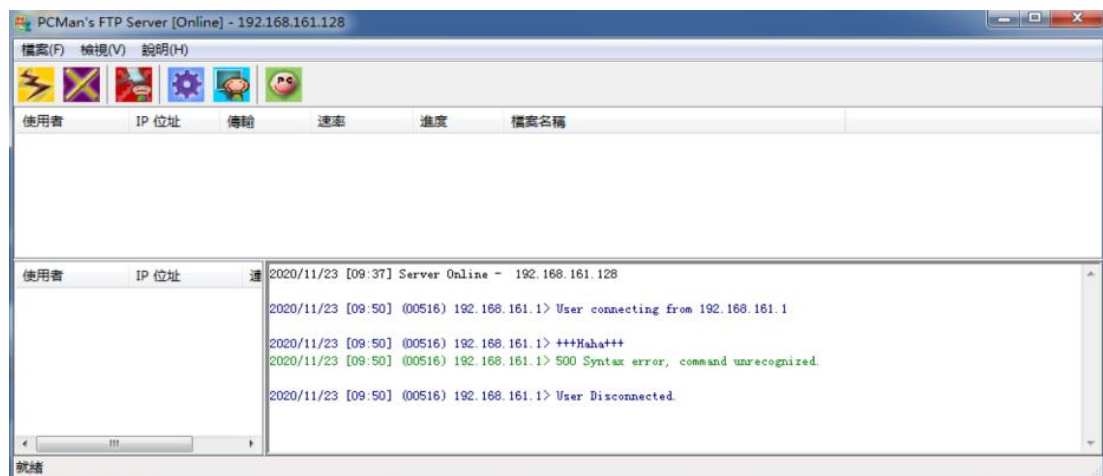 PCMan's FTP Server [Online] - 192.168.161.128
檔案(F) 檢視(V) 說明(H)
使用者 IP 位址 傳輸 速率 進度 檔案名稱
使用者 IP 位址
2020/11/23 [09:37] Server Online - 192.168.161.128
2020/11/23 [09:50] (00516) 192.168.161.1> User connecting from 192.168.161.1
2020/11/23 [09:50] (00516) 192.168.161.1> +++Haha+++
2020/11/23 [09:50] (00516) 192.168.161.1> 500 Syntax error, command unrecognized.
2020/11/23 [09:50] (00516) 192.168.161.1> User Disconnected.
就緒